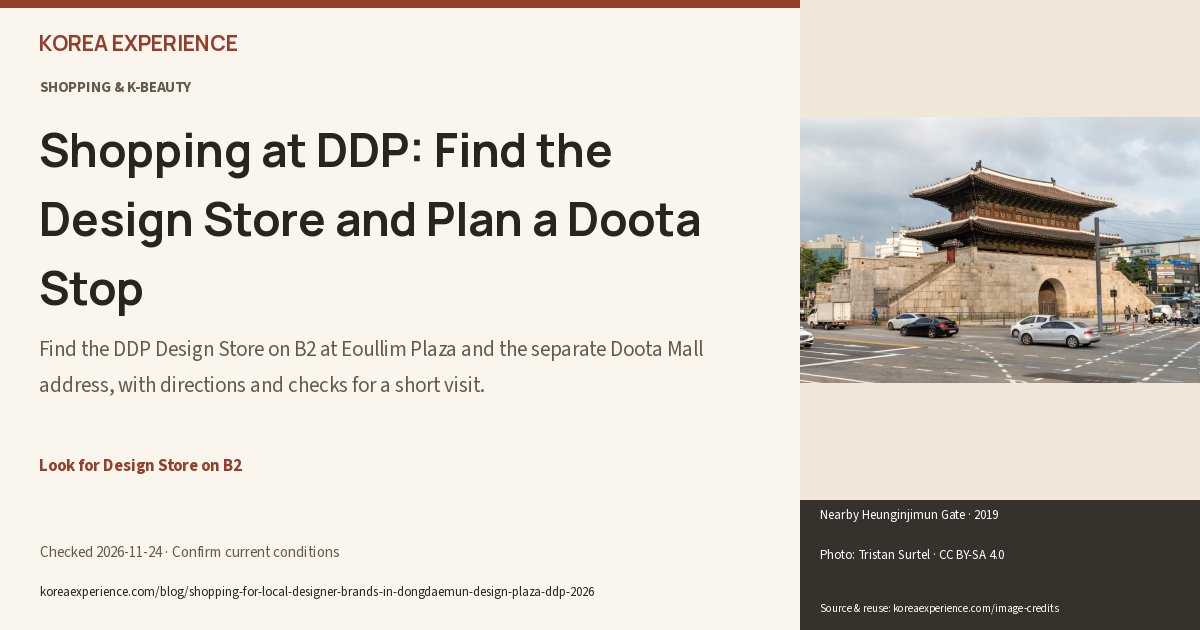 KOREA EXPERIENCE
SHOPPING & K-BEAUTY
Shopping at DDP: Find the
Design Store and Plan a Doota
Stop
Find the DDP Design Store on B2 at Eoullim Plaza and the separate Doota Mall
address, with directions and checks for a short visit.
Look for Design Store on B2
Checked 2026-11-24 · Confirm current conditions
koreaexperience.com/blog/shopping-for-local-designer-brands-in-dongdaemun-design-plaza-ddp-2026
Nearby Heunginjimun Gate · 2019
Photo: Tristan Surtel · CC BY-SA 4.0
Source & reuse: koreaexperience.com/image-credits